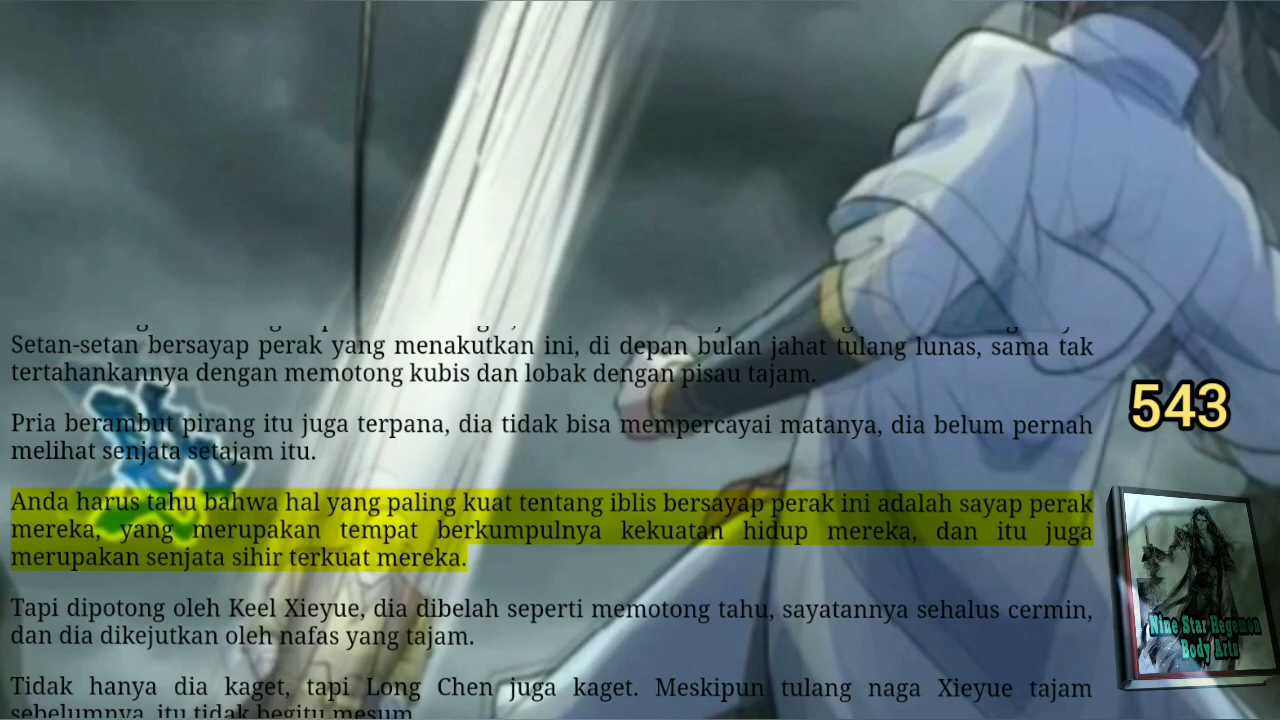 Setan-setan bersayap perak yang menakutkan ini, di depan bulan jahat tulang lunas, sama tak
tertahankannya dengan memotong kubis dan lobak dengan pisau tajam.
Pria berambut pirang itu juga terpana, dia tidak bisa mempercayai matanya, dia belum pernah
melihat senjata setajam itu.
Anda harus tahu bahwa hal yang paling kuat tentang iblis bersayap perak ini adalah sayap perak
mereka, yang merupakan tempat berkumpulnya kekuatan hidup mereka, dan itu juga
merupakan senjata sihir terkuat mereka.
Tapi dipotong oleh Keel Xieyue, dia dibelah seperti memotong tahu, sayatannya sehalus cermin,
dan dia dikejutkan oleh nafas yang tajam.
Tidak hanya dia kaget, tapi Long Chen juga kaget. Meskipun tulang naga Xieyue tajam
sebelumnya, itu tidak begitu mesum
543
Nine Star Hegemon
Body Arts